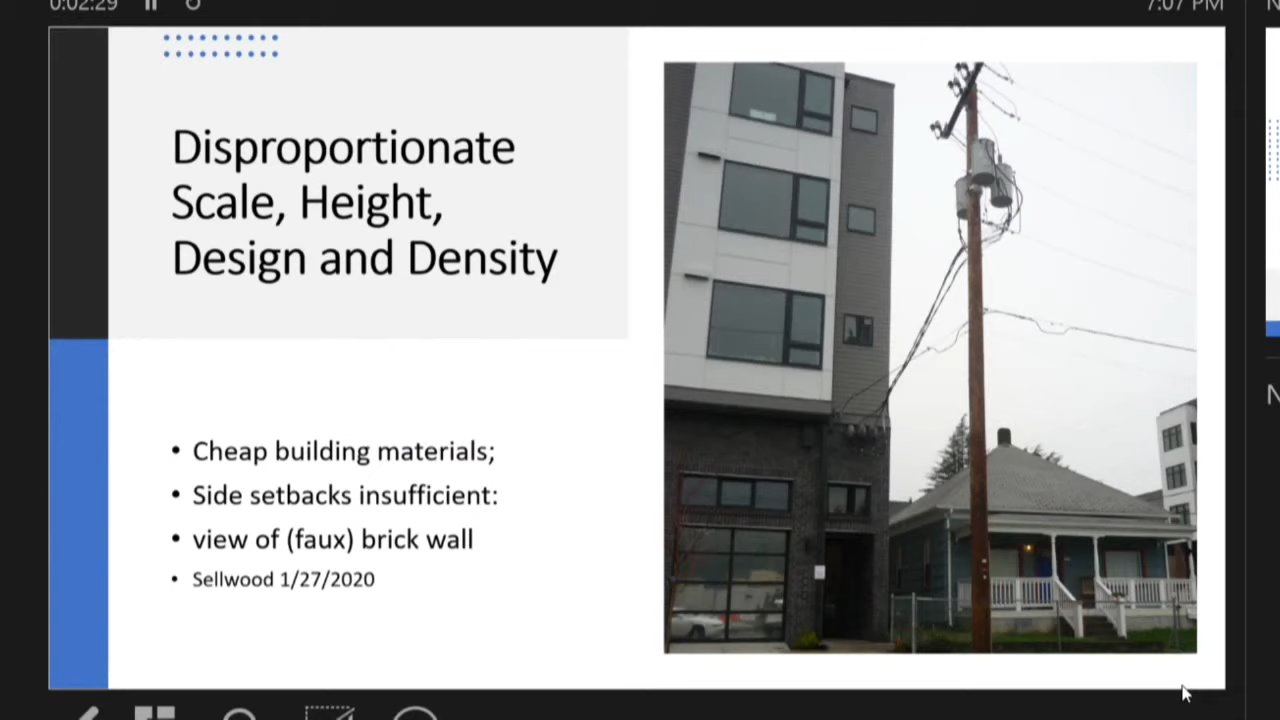 0:02:29
7:07 PM
Disproportionate
Scale, Height,
Design and Density
• Cheap building materials;
• Side setbacks insufficient:
• view of (faux) brick wall
• Sellwood 1/27/2020